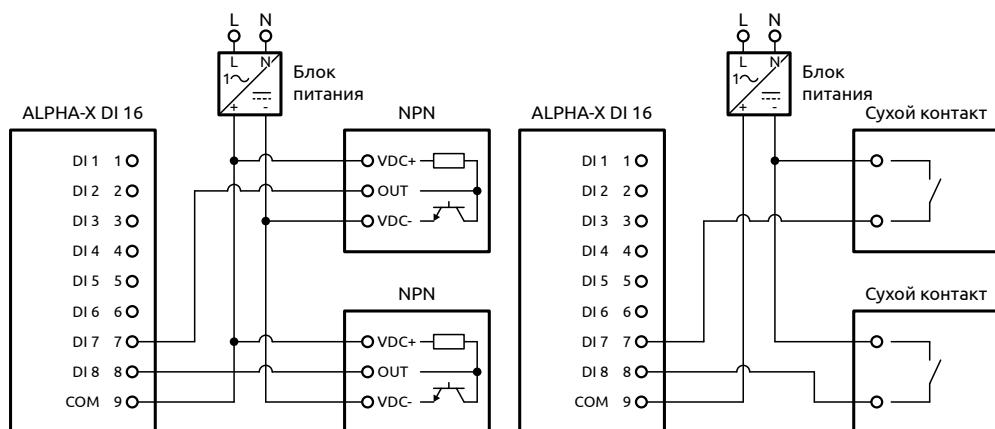 L N
L N
1
+ -
Блок
питания
ALPHA-X DI 16
DI 1 1
DI 2 2
DI 3 3
DI 4 4
DI 5 5
DI 6 6
DI 7 7
DI 8 8
COM 9
NPN
VDC+
OUT
VDC-
NPN
VDC+
OUT
VDC-
L N
L N
1
+ -
Блок
питания
ALPHA-X DI 16
DI 1 1
DI 2 2
DI 3 3
DI 4 4
DI 5 5
DI 6 6
DI 7 7
DI 8 8
COM 9
Сухой контакт
Сухой контакт